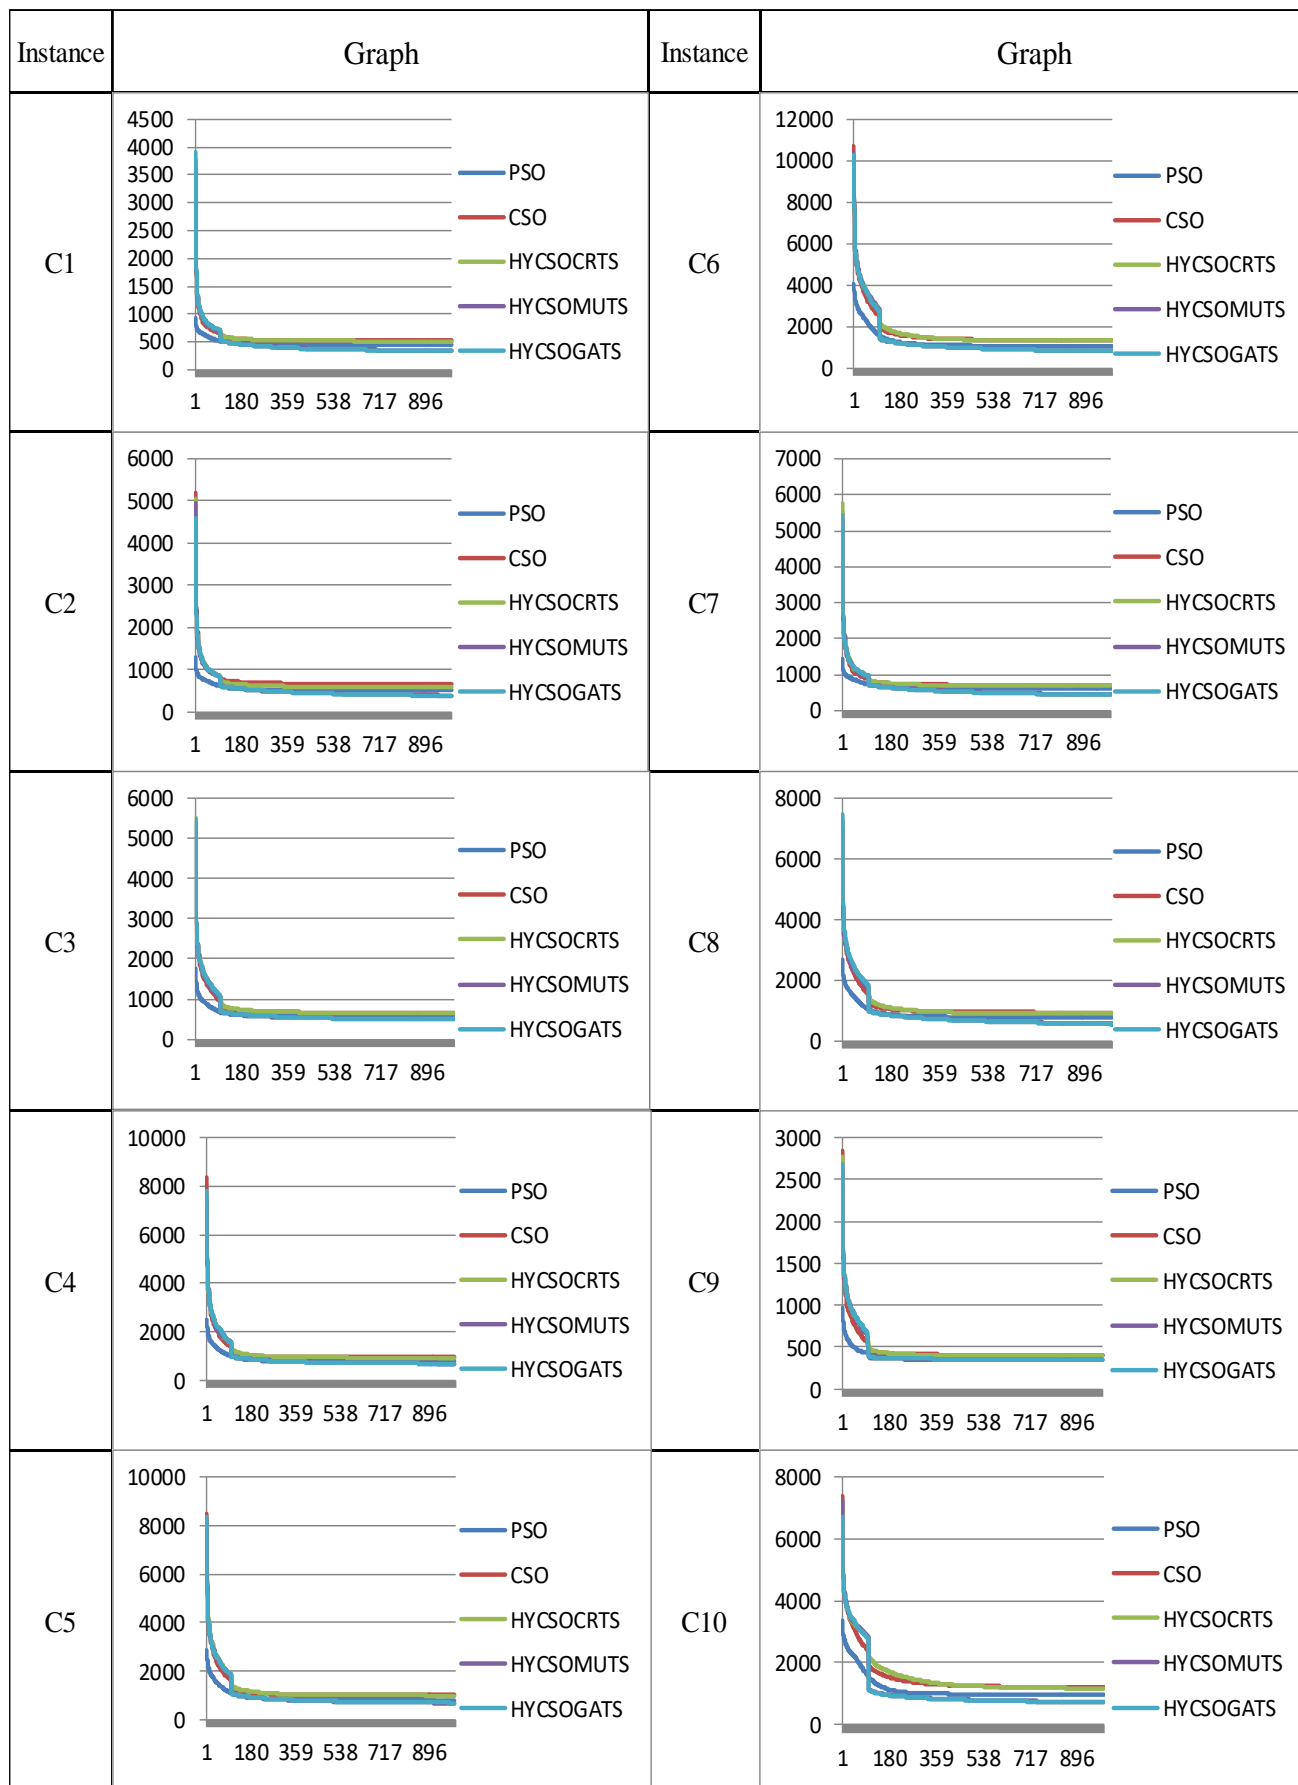 Instance Graph Instance Graph
C1
4500
4000
3500
3000
2500
2000
1500
1000
500
0
1 180 359 538 717 896
PSO
CSO
HYCSOCRTS
HYCSOMUTS
HYCSOGATS
C6
12000
10000
8000
6000
4000
2000
0
1 180 359 538 717 896
PSO
CSO
HYCSOCRTS
HYCSOMUTS
HYCSOGATS
C2
6000
5000
4000
3000
2000
1000
0
1 180 359 538 717 896
PSO
CSO
HYCSOCRTS
HYCSOMUTS
HYCSOGATS
C7
7000
6000
5000
4000
3000
2000
1000
0
1 180 359 538 717 896
PSO
CSO
HYCSOCRTS
HYCSOMUTS
HYCSOGATS
C3
6000
5000
4000
3000
2000
1000
0
1 180 359 538 717 896
PSO
CSO
HYCSOCRTS
HYCSOMUTS
HYCSOGATS
C8
8000
6000
4000
2000
0
1 180 359 538 717 896
PSO
CSO
HYCSOCRTS
HYCSOMUTS
HYCSOGATS
C4
10000
8000
6000
4000
2000
0
1 180 359 538 717 896
PSO
CSO
HYCSOCRTS
HYCSOMUTS
HYCSOGATS
C9
3000
2500
2000
1500
1000
500
0
1 180 359 538 717 896
PSO
CSO
HYCSOCRTS
HYCSOMUTS
HYCSOGATS
C5
10000
8000
6000
4000
2000
0
1 180 359 538 717 896
PSO
CSO
HYCSOCRTS
HYCSOMUTS
HYCSOGATS
C10
8000
6000
4000
2000
0
1 180 359 538 717 896
PSO
CSO
HYCSOCRTS
HYCSOMUTS
HYCSOGATS